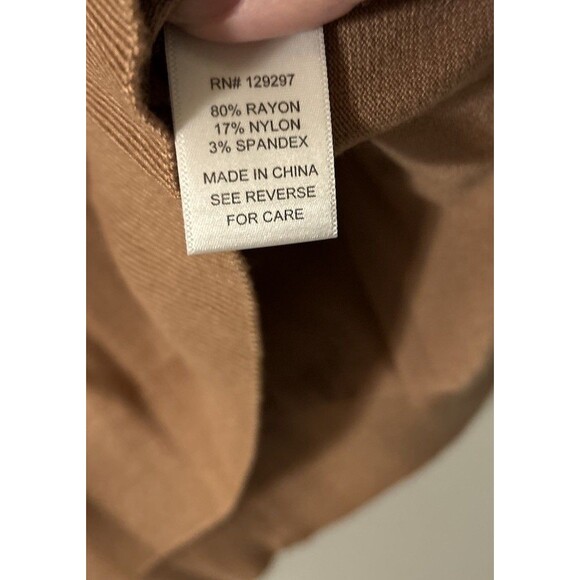 RN# 129297
80% RAYON
17% NYLON
3% SPANDEX
MADE IN CHINA
SEE REVERSE
FOR CARE